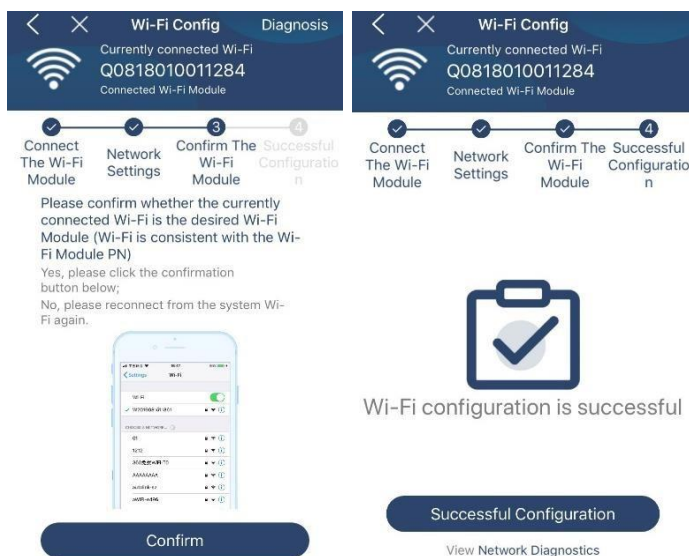 Wi-Fi Config
Diagnosis
Currently connected Wi-Fi
Q0818010011284
Connected Wi-Fi Module
3
4
Connect
The Wi-Fi
Module
Network
Settings
Confirm The
Wi-Fi
Module
Successful
Configuratio
n
Please confirm whether the currently
connected Wi-Fi is the desired Wi-
Fi Module (Wi-Fi is consistent with the Wi-
Fi Module PN)
Yes, please click the confirmation
button below;
No, please reconnect from the system Wi-
Fi again.
Settings
Wi-Fi
Wi-Fi
Confirm
Wi-Fi Config
Currently connected Wi-Fi
Q0818010011284
Connected Wi-Fi Module
4
Connect
The Wi-Fi
Module
Network
Settings
Confirm The
Wi-Fi
Module
Successful
Configuratio
n
Wi-Fi configuration is successful
Successful Configuration
View Network Diagnostics